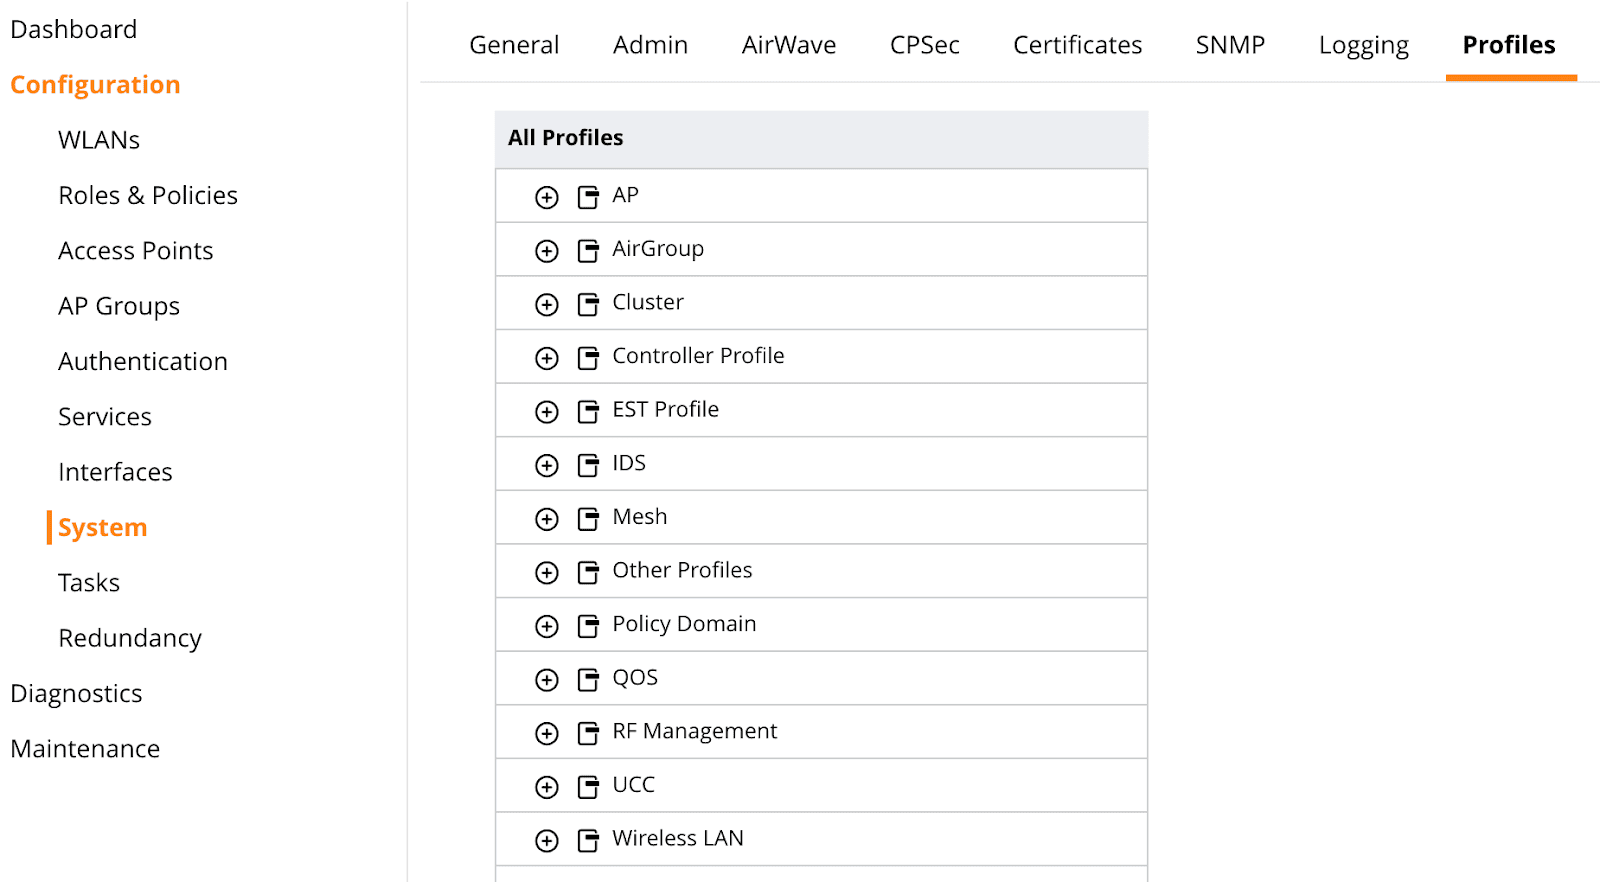 Dashboard
Configuration
WLANs
Roles & Policies
Access Points
AP Groups
Authentication
Services
Interfaces
System
Tasks
Redundancy
Diagnostics
Maintenance
General Admin AirWave CPSec Certificates SNMP Logging Profiles
All Profiles
AP
AirGroup
Cluster
Controller Profile
EST Profile
IDS
Mesh
Other Profiles
Policy Domain
QOS
RF Management
UCC
Wireless LAN